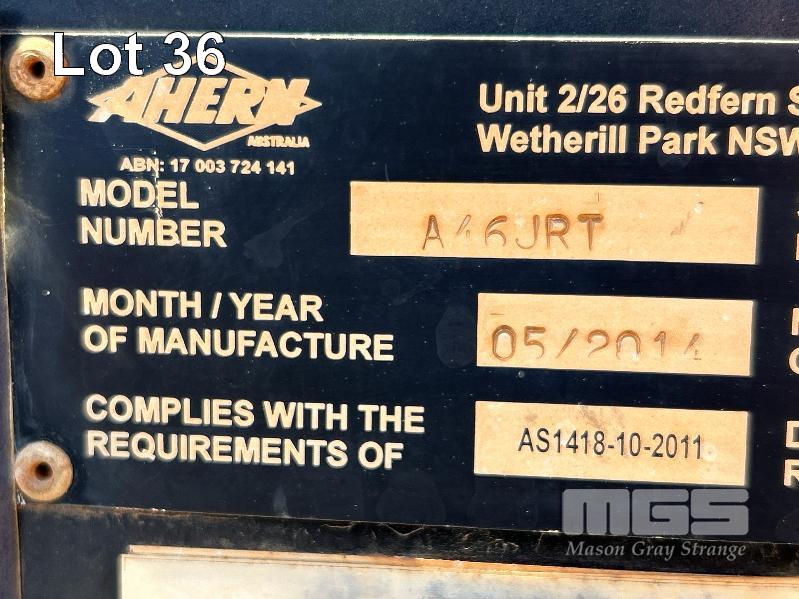 Lot 36
AHERN
AUSTRALIA
ABN: 17 003 724 141
Unit 2/26 Redfern
Wetherill Park NSW
MODEL
NUMBER
A46JRT
MONTH / YEAR
OF MANUFACTURE
05/2014
COMPLIES WITH THE
REQUIREMENTS OF
AS1418-10-2011
MGS
Mason Gray Strange